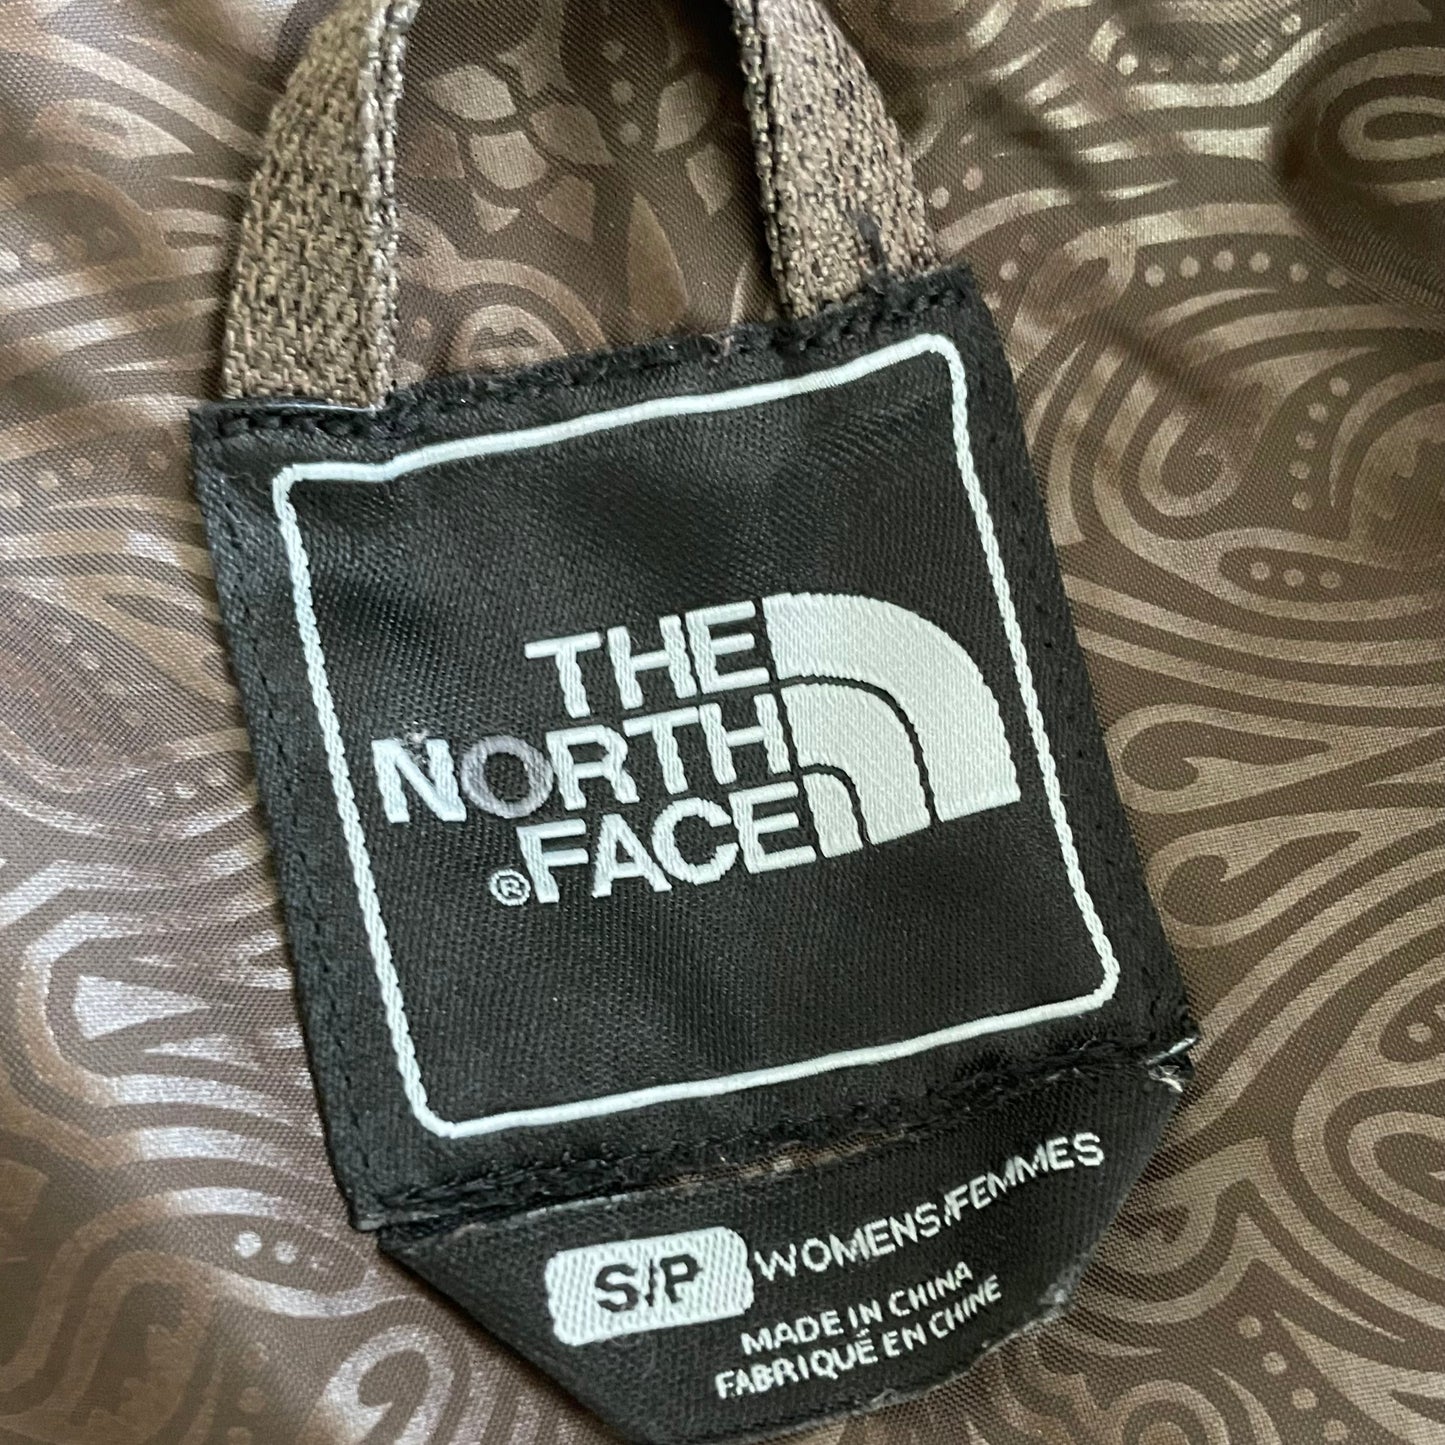 THE
NORTH
FACE®
S/P WOMENS/FEMMES
MADE IN CHINA
FABRIQUÉ EN CHINE